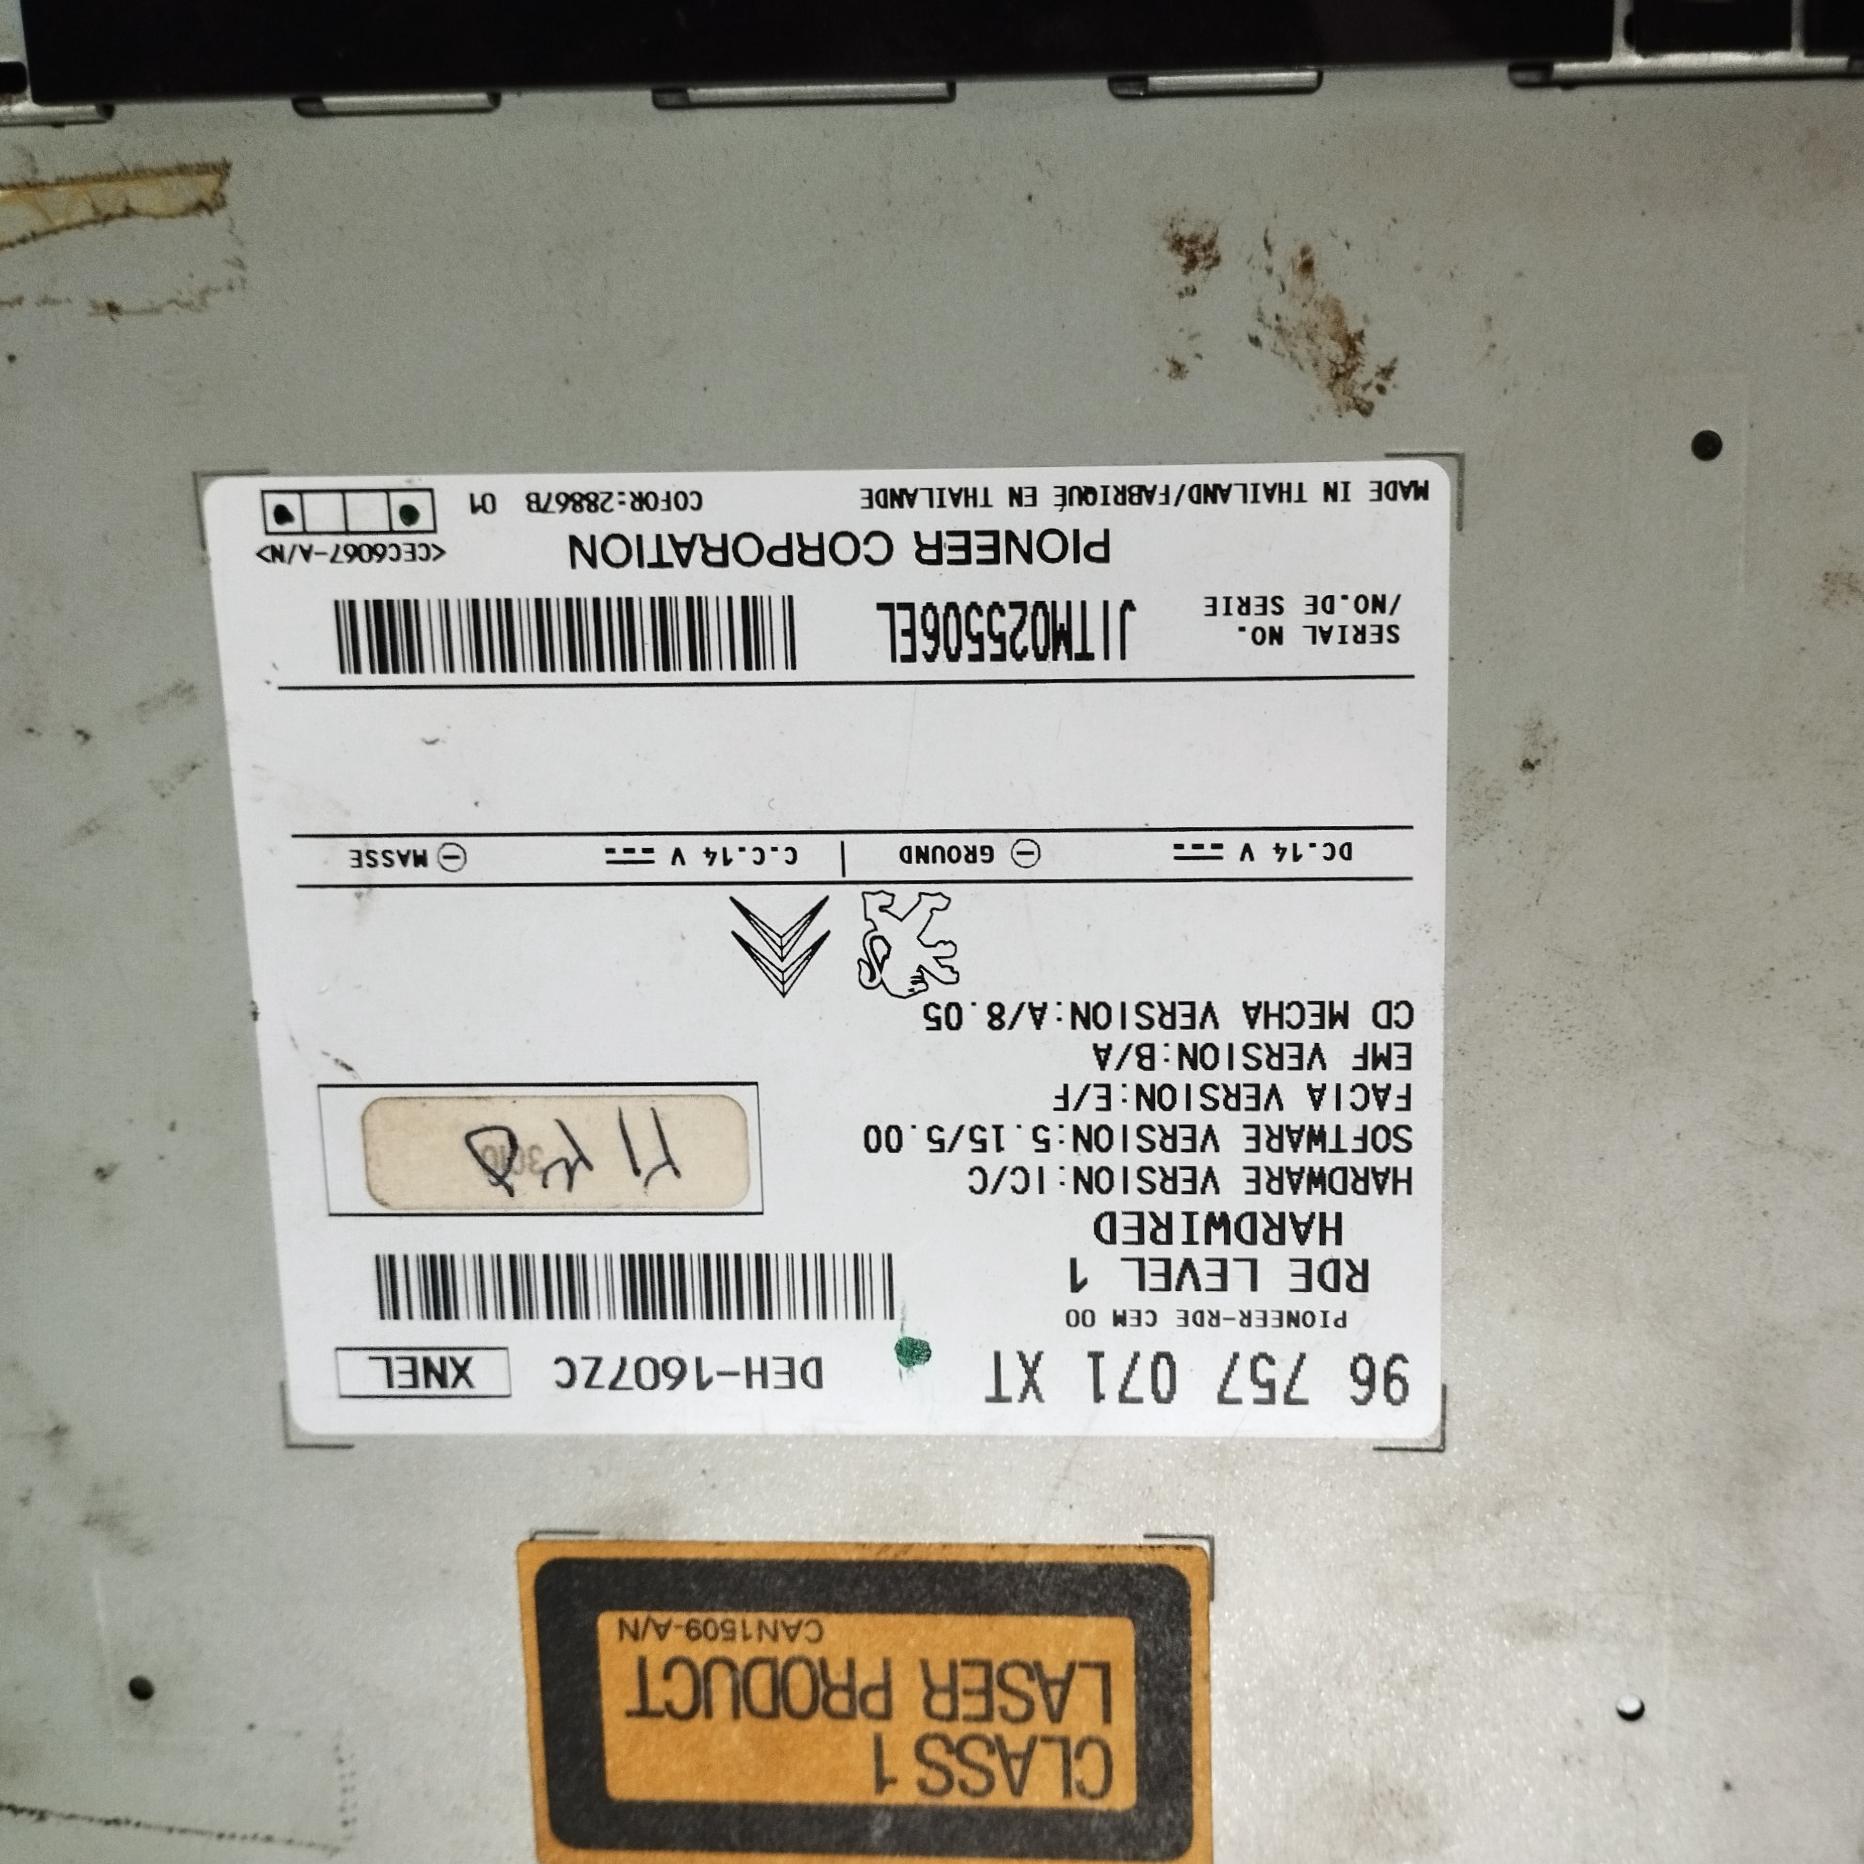 CLASS 1
LASER PRODUCT
CAN1509-A/N
96 757 071 XT DEH-1607ZC XNEL
PIONEER-RDE CEM 00
RDE LEVEL 1
HARDWIRED
HARDWARE VERSION:IC/C
SOFTWARE VERSION:5.15/5.00
FACIA VERSION:E/F
EMF VERSION:B/A
CD MECHA VERSION:A/8.05
DC.14 V GROUND | C.C.14 V MASSE
SERIAL NO.
/NO.DE SERIE JITM025506EL
PIONEER CORPORATION <CEC6067-A/N>
MADE IN THAILAND/FABRIQUÉ EN THAILANDE COFOR:28867B 01